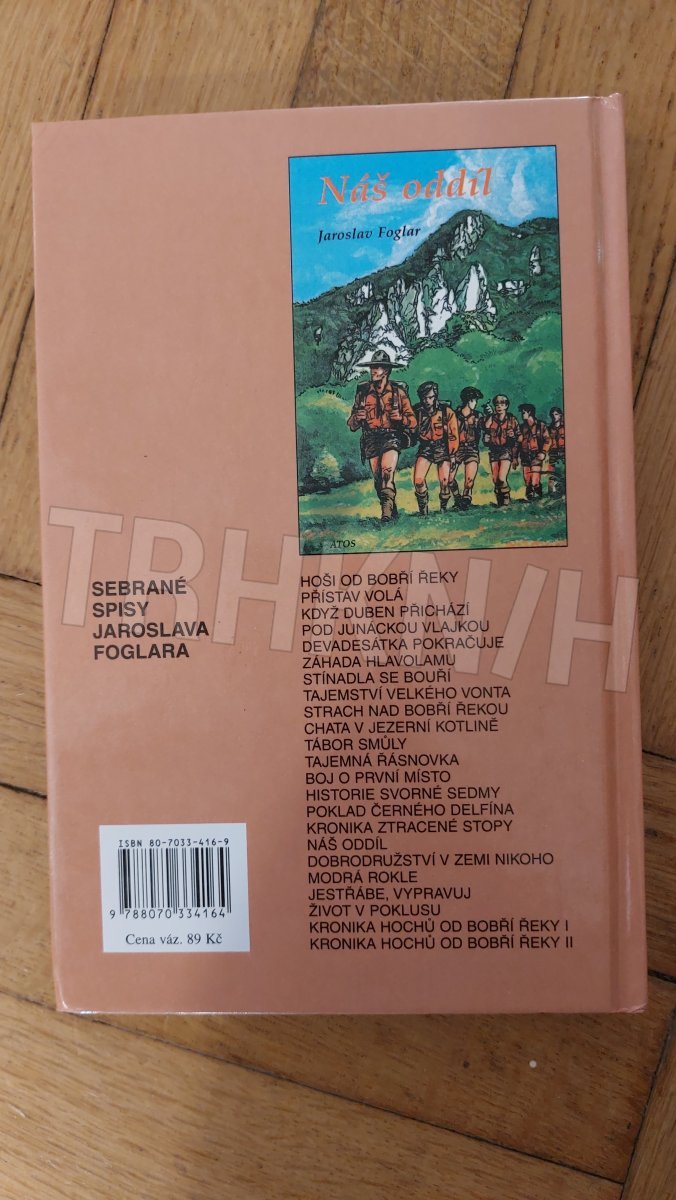 Náš oddíl
Jaroslav Foglar
ATOS
TRHKNIH
SEBRANÉ
SPISY
JAROSLAVA
FOGLARA
HOŠI OD BOBŘÍ ŘEKY
PŘÍSTAV VOLÁ
KDYŽ DUBEN PŘICHÁZÍ
POD JUNÁCKOU VLAJKOU
DEVADESÁTKA POKRAČUJE
ZÁHADA HLAVOLAMU
STÍNADLA SE BOUŘÍ
TAJEMSTVÍ VELKÉHO VONTA
STRACH NAD BOBŘÍ ŘEKOU
CHATA V JEZERNÍ KOTLINĚ
TÁBOR SMŮLY
TAJEMNÁ ŘÁSNOVKA
BOJ O PRVNÍ MÍSTO
HISTORIE SVORNÉ SEDMY
POKLAD ČERNÉHO DELFÍNA
KRONIKA ZTRACENÉ STOPY
NÁŠ ODDÍL
DOBRODRUŽSTVÍ V ZEMI NIKOHO
MODRÁ ROKLE
JESTŘÁBE, VYPRAVUJ
ŽIVOT V POKLUSU
KRONIKA HOCHŮ OD BOBŘÍ ŘEKY I
KRONIKA HOCHŮ OD BOBŘÍ ŘEKY II
ISBN 80-7033-416-9
9 788070 334164
Cena váz. 89 Kč